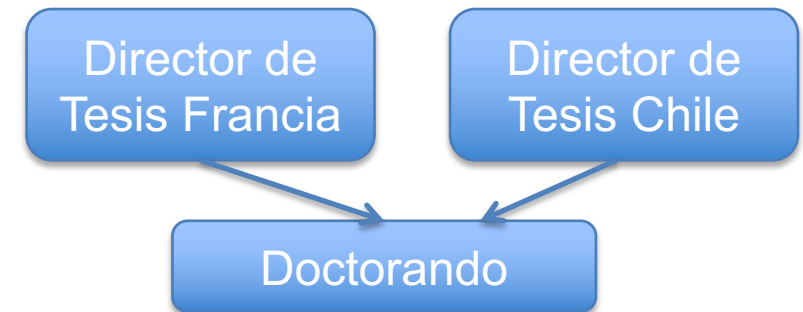 Director de
Tesis Francia
Director de
Tesis Chile
Doctorando